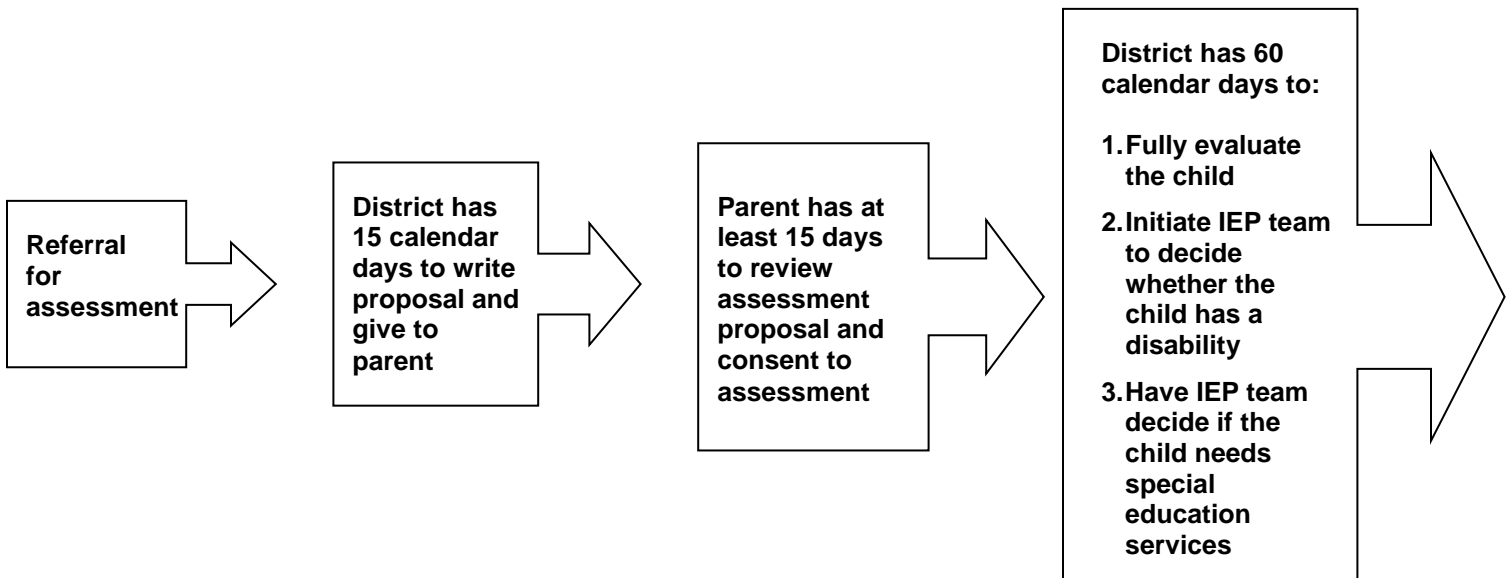 Referral
for
assessment
District has
15 calendar
days to write
proposal and
give to
parent
Parent has at
least 15 days
to review
assessment
proposal and
consent to
assessment
District has 60
calendar days to:
1.Fully evaluate
the child
2.Initiate IEP team
to decide
whether the
child has a
disability
3.Have IEP team
decide if the
child needs
special
education
services